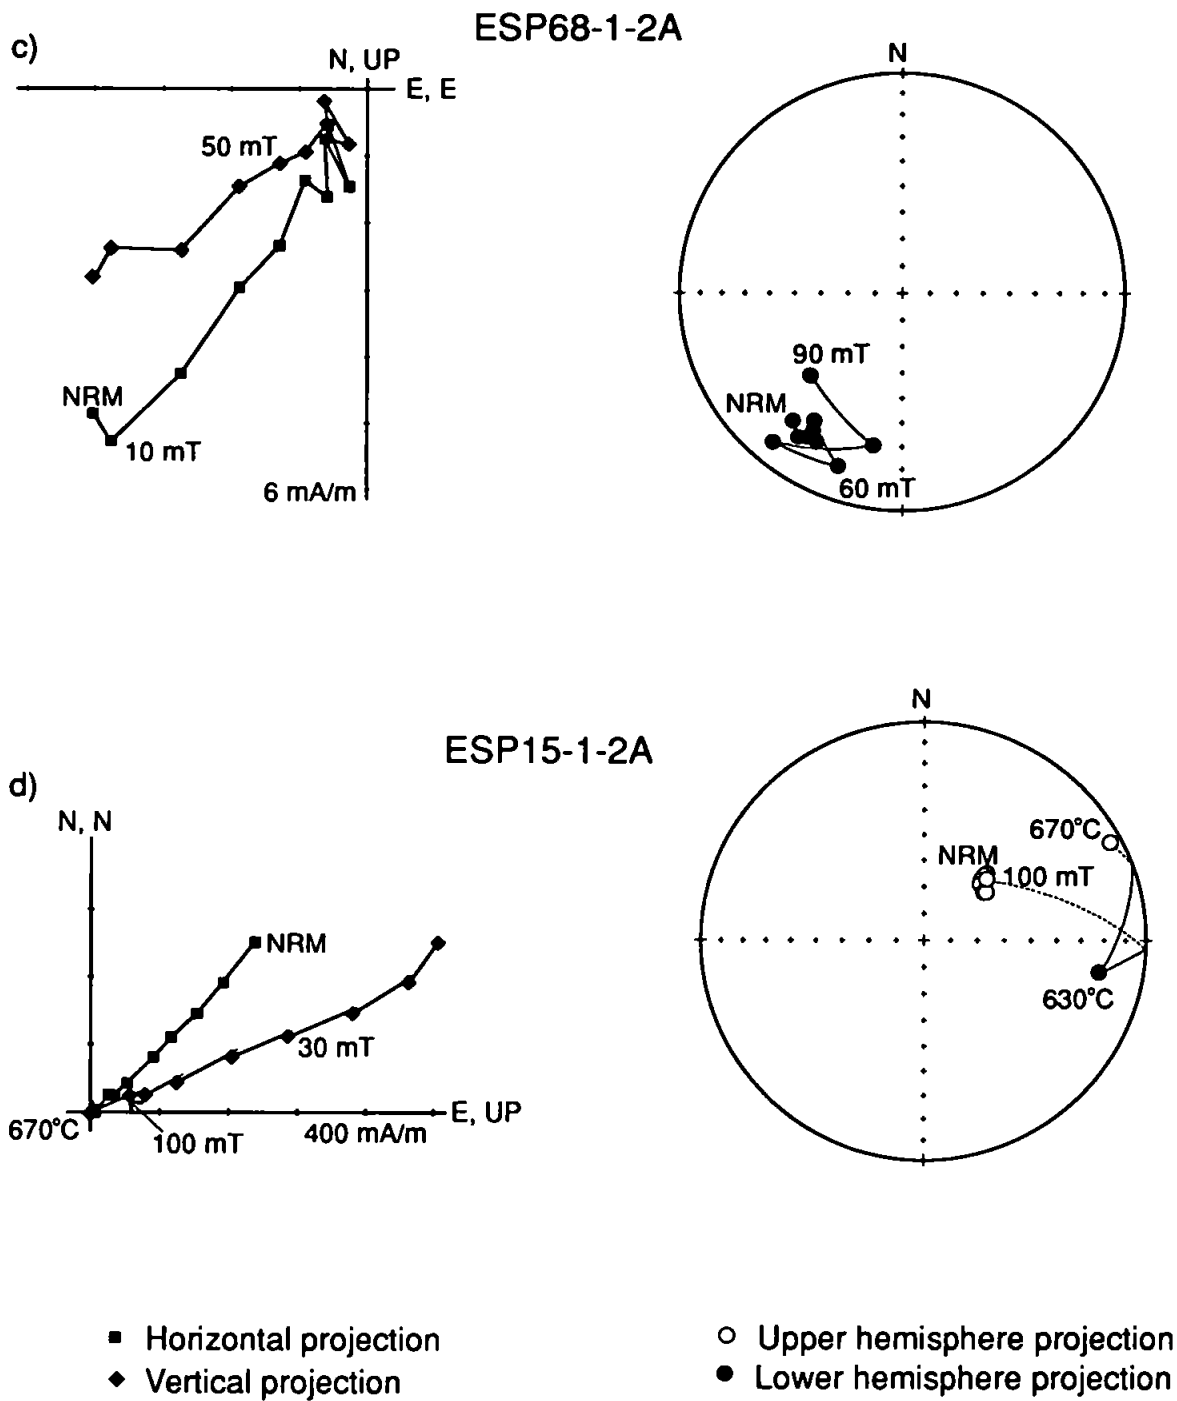 ESP68-1-2A
c)
N, UP
E, E
50 mT
NRM
10 mT
6 mA/m
N
90 mT
NRM
60 mT
ESP15-1-2A
d)
N, N
NRM
30 mT
670°C
100 mT
400 mA/m
E, UP
N
670°C
NRM
100 mT
630°C
Horizontal projection
Vertical projection
Upper hemisphere projection
Lower hemisphere projection